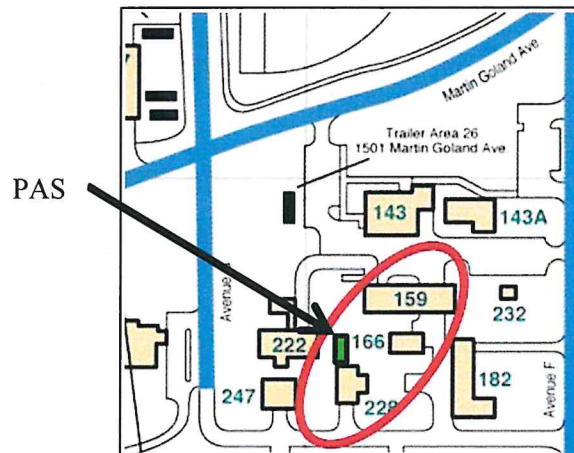 Martin Goland Ave.
Trailer Area 26
1501 Martin Goland Ave
PAS
143
143A
Avenue
159
232
222
166
182
247
228
Avenue F